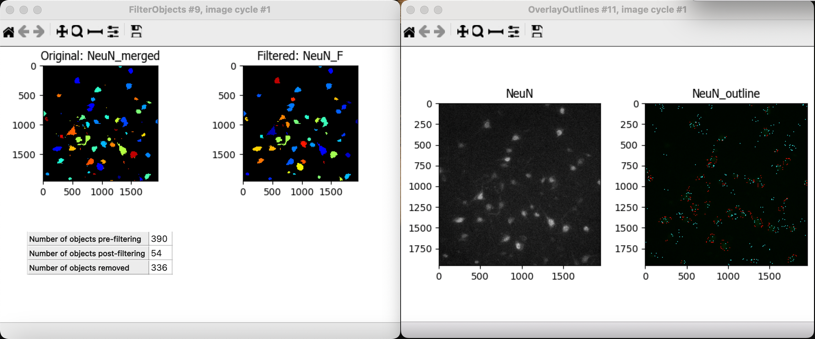 FilterObjects #9, image cycle #1
Original: NeuN_merged
Filtered: NeuN_F
0
500
1000
1500
0 500 1000 1500
0
500
1000
1500
0 500 1000 1500
Number of objects pre-filtering 390
Number of objects post-filtering 54
Number of objects removed 336
OverlayOutlines #11, image cycle #1
NeuN
NeuN_outline
0
250
500
750
1000
1250
1500
1750
0 500 1000 1500
0
250
500
750
1000
1250
1500
1750
0 500 1000 1500